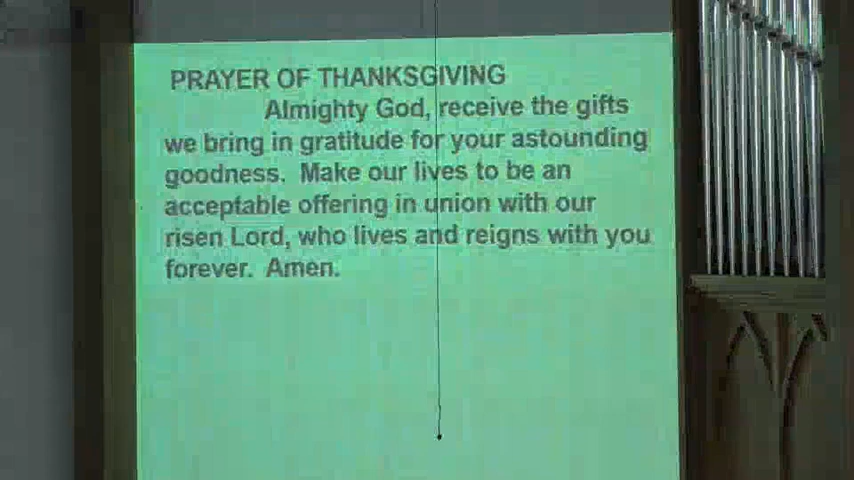 PRAYER OF THANKSGIVING
Almighty God, receive the gifts
we bring in gratitude for your astounding
goodness. Make our lives to be an
acceptable offering in union with our
risen Lord, who lives and reigns with you
forever. Amen.